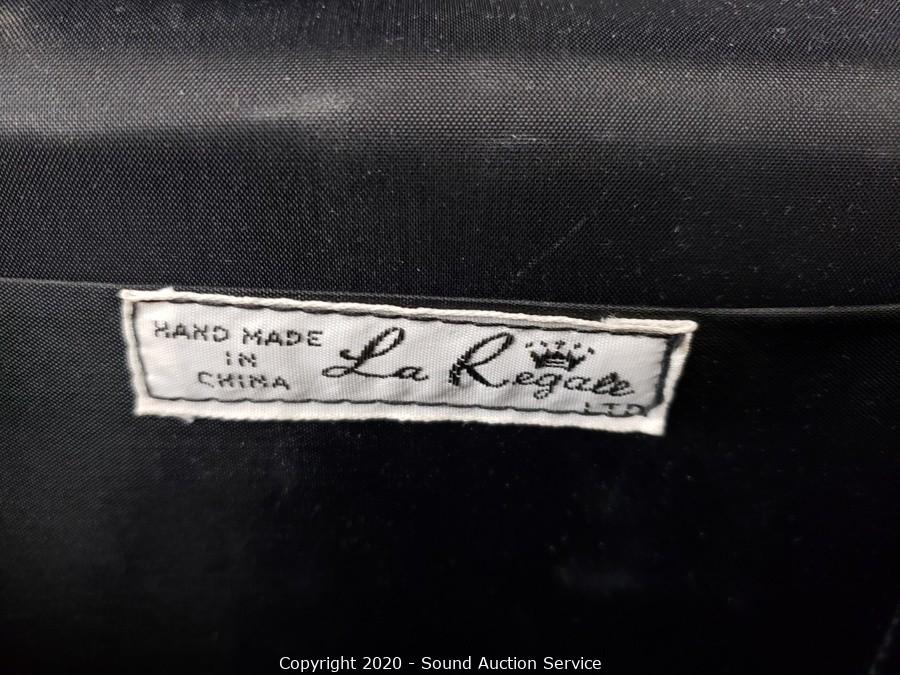 HAND MADE
IN
CHINA
La Regale
LTD
Copyright 2020 - Sound Auction Service